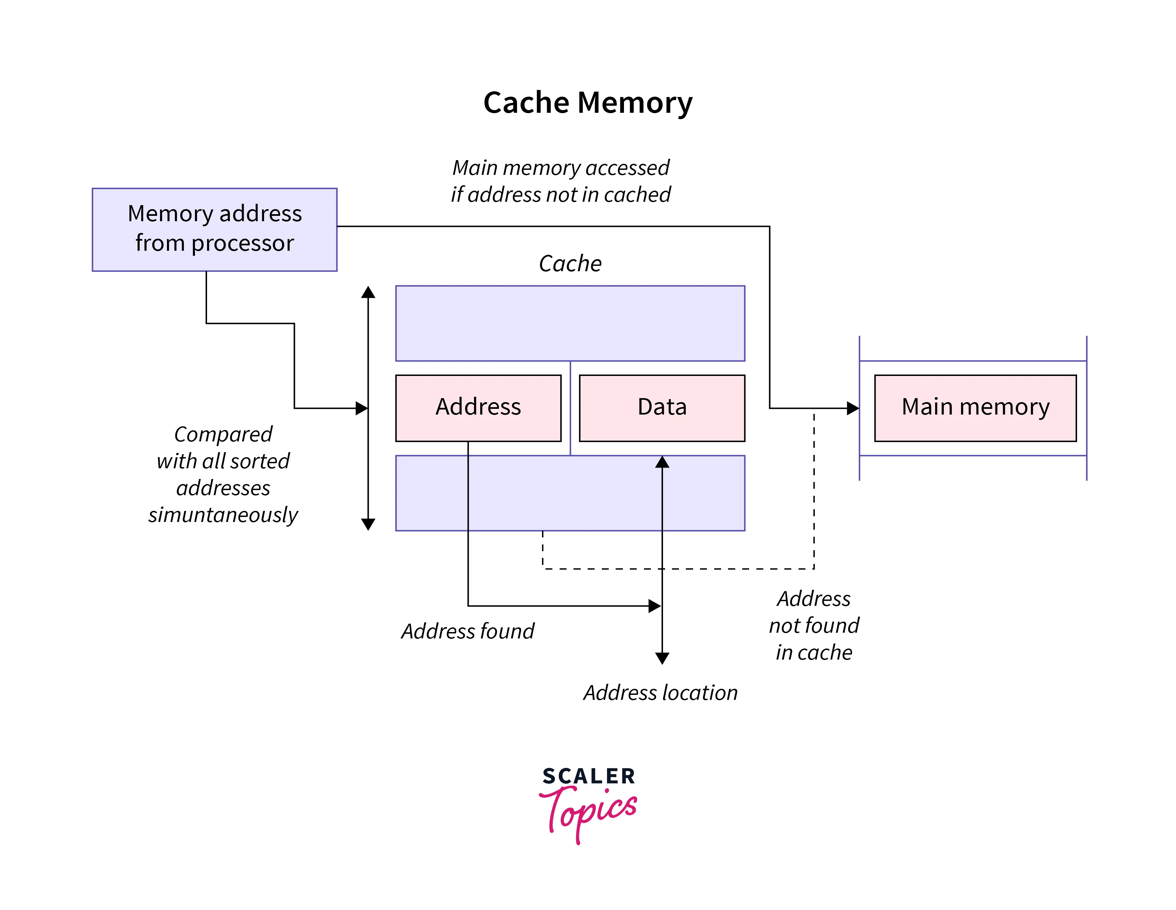 Cache Memory
Main memory accessed
if address not in cached
Memory address
from processor
Cache
Address
Data
Main memory
Compared
with all sorted
addresses
simuntaneously
Address found
Address
not found
in cache
Address location
SCALER
Topics